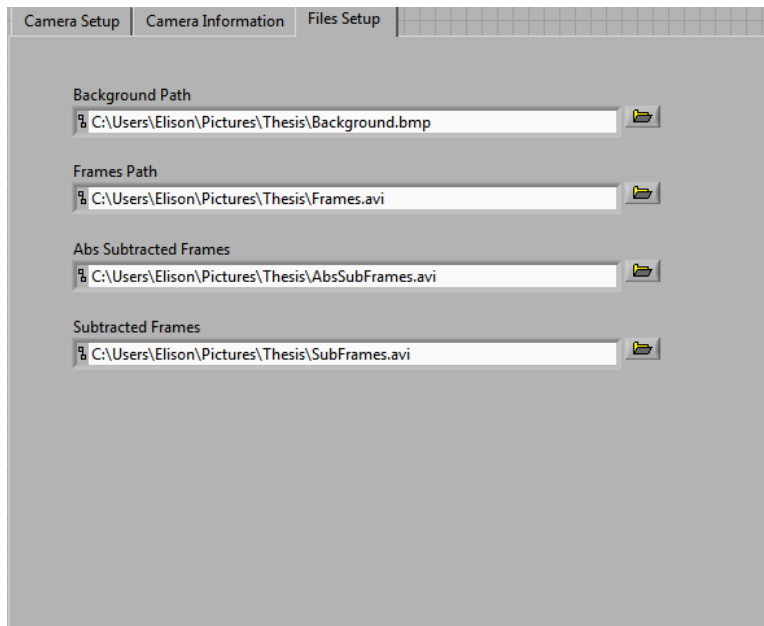 Camera Setup Camera Information Files Setup
Background Path
C:\Users\Elison\Pictures\Thesis\Background.bmp
Frames Path
C:\Users\Elison\Pictures\Thesis\Frames.avi
Abs Subtracted Frames
C:\Users\Elison\Pictures\Thesis\AbsSubFrames.avi
Subtracted Frames
C:\Users\Elison\Pictures\Thesis\SubFrames.avi